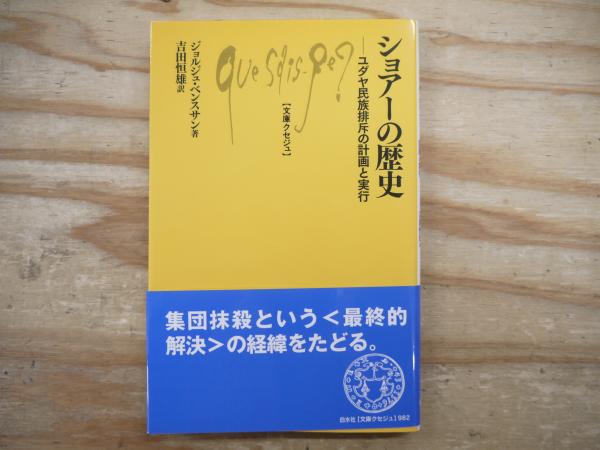 ショアーの歴史
―ユダヤ民族排斥の計画と実行
Que sais-je?
【文庫クセジュ】
ジョルジュ・ベンスサン著
吉田恒雄訳
集団抹殺という<最終的
解決>の経緯をたどる。
白水社【文庫クセジュ】982